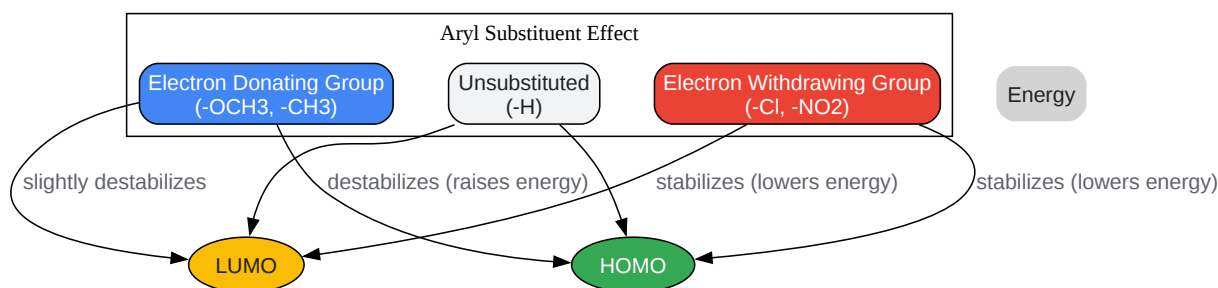 Aryl Substituent Effect
Electron Donating Group
(-OCH3, -CH3)
Unsubstituted
(-H)
Electron Withdrawing Group
(-Cl, -NO2)
Energy
slightly destabilizes
destabilizes (raises energy)
stabilizes (lowers energy)
stabilizes (lowers energy)
LUMO
HOMO